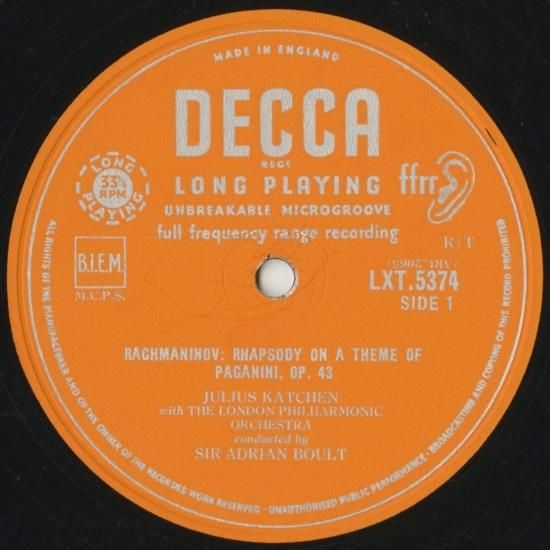 MADE IN ENGLAND
DECCA
REGD
LONG PLAYING
UNBREAKABLE MICROGROOVE
full frequency range recording
LONG PLAYING
33⅓ RPM
ffrr
R/T
B.I.E.M.
M.C.P.S.
LXT.5374
SIDE 1
RACHMANINOV: RHAPSODY ON A THEME OF
PAGANINI, OP. 43
JULIUS KATCHEN
with THE LONDON PHILHARMONIC
ORCHESTRA
conducted by
SIR ADRIAN BOULT
ALL RIGHTS OF THE MANUFACTURER AND OF THE OWNER OF THE RECORDED WORK RESERVED · UNAUTHORISED PUBLIC PERFORMANCE · BROADCASTING AND COPYING OF THIS RECORD PROHIBITED